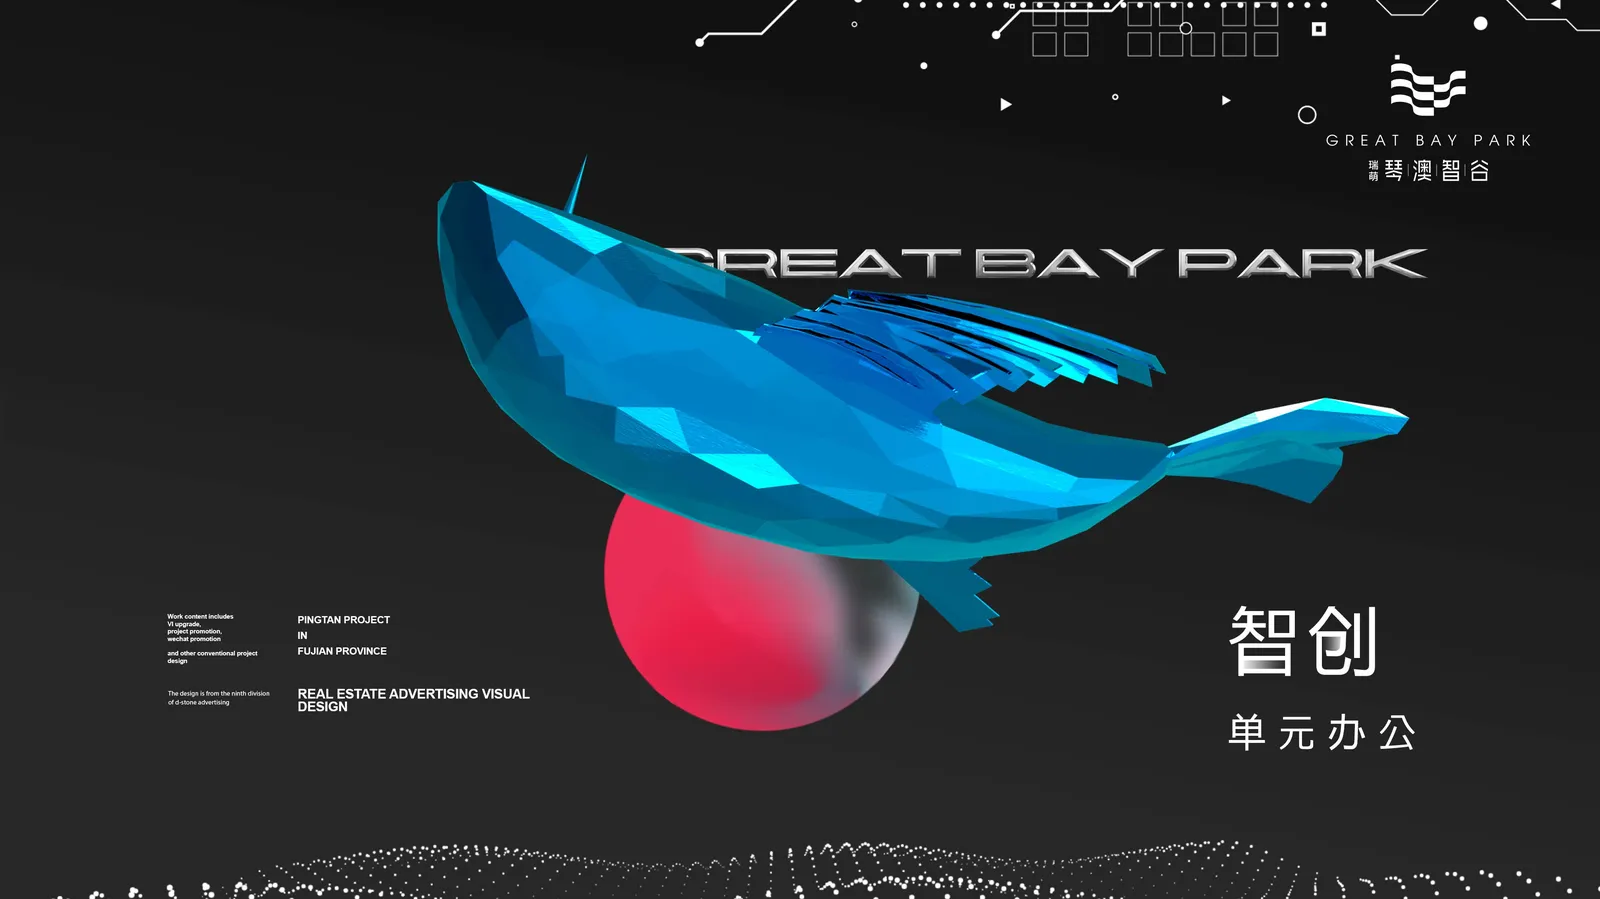 GREAT BAY PARK
瑞萌 琴澳智谷
GREAT BAY PARK
Work content includes
VI upgrade,
project promotion,
wechat promotion
and other conventional project
design
PINGTAN PROJECT
IN
FUJIAN PROVINCE
The design is from the ninth division
of d-stone advertising
REAL ESTATE ADVERTISING VISUAL
DESIGN
智创
单元办公